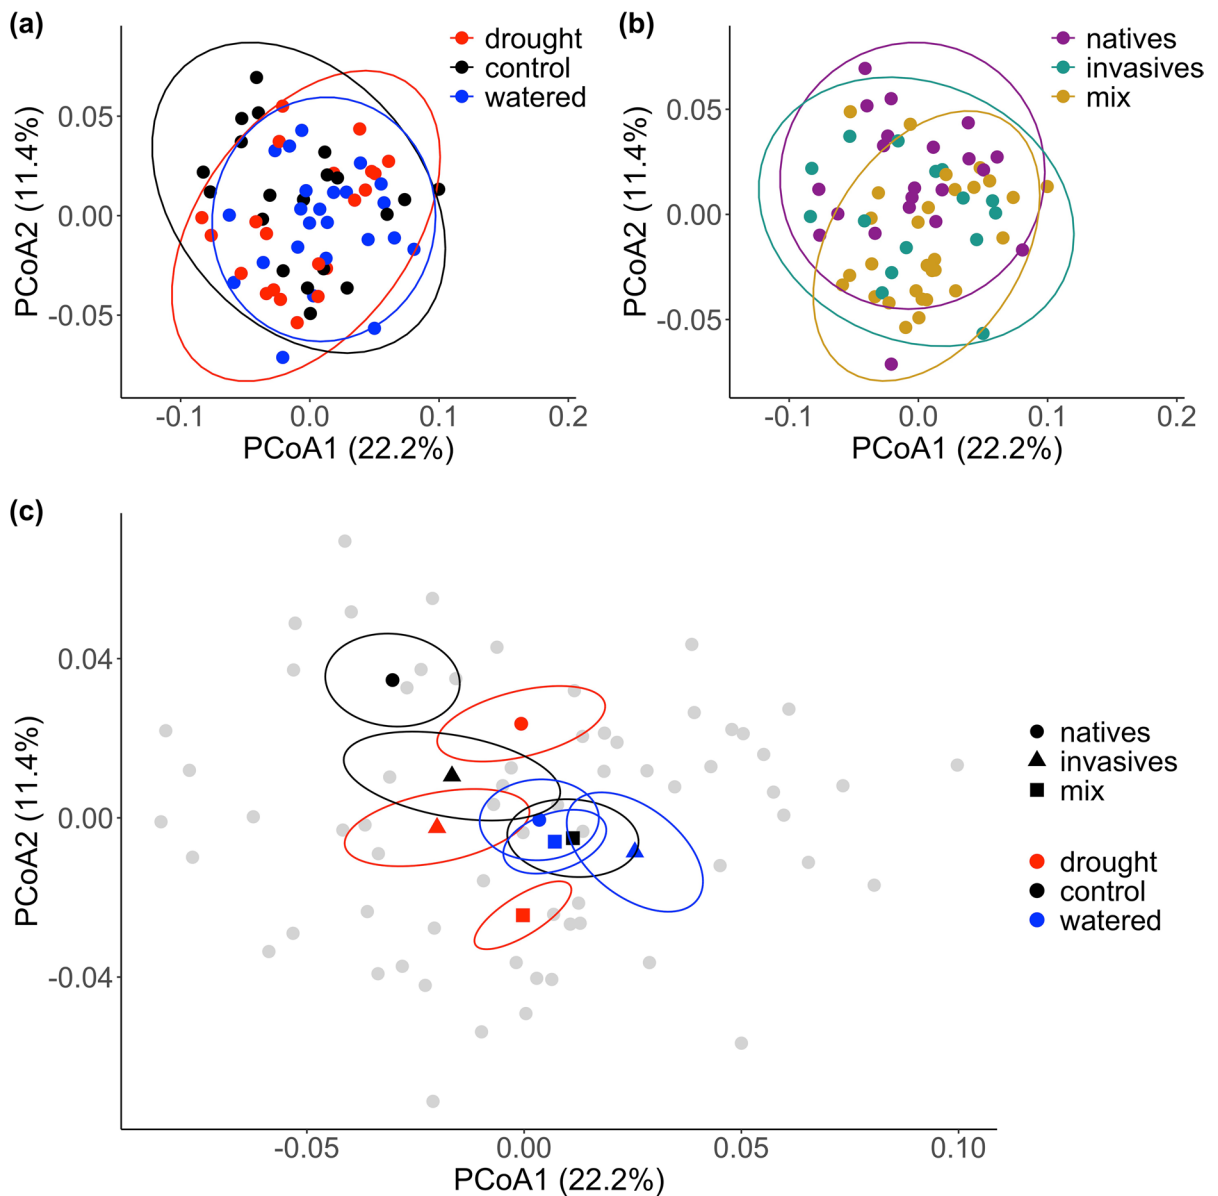 (a)
drought
control
watered
0.05
0.00
-0.05
PCoA2 (11.4%)
-0.1
0.0
0.1
0.2
PCoA1 (22.2%)
(b)
natives
invasives
mix
0.05
0.00
-0.05
PCoA2 (11.4%)
-0.1
0.0
0.1
0.2
PCoA1 (22.2%)
(c)
0.04
0.00
-0.04
PCoA2 (11.4%)
-0.05
0.00
0.05
0.10
PCoA1 (22.2%)
natives
invasives
mix
drought
control
watered